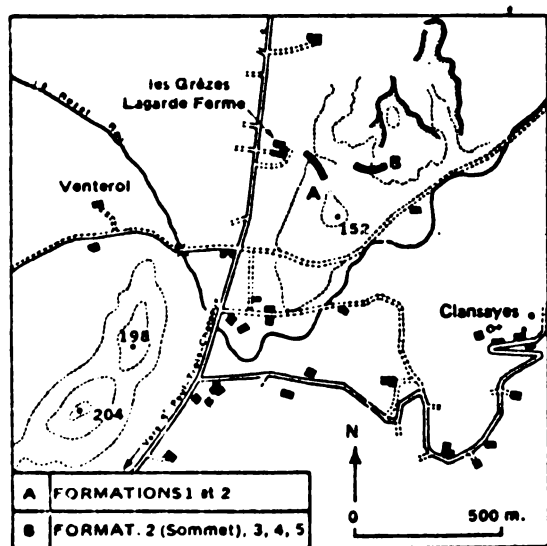 les Grèzes
Lagarde Ferme
Venterol
A
B
152
Clansayes
198
204
N
A FORMATIONS 1 et 2
B FORMAT. 2 (Sommet), 3, 4, 5
0 500 m.